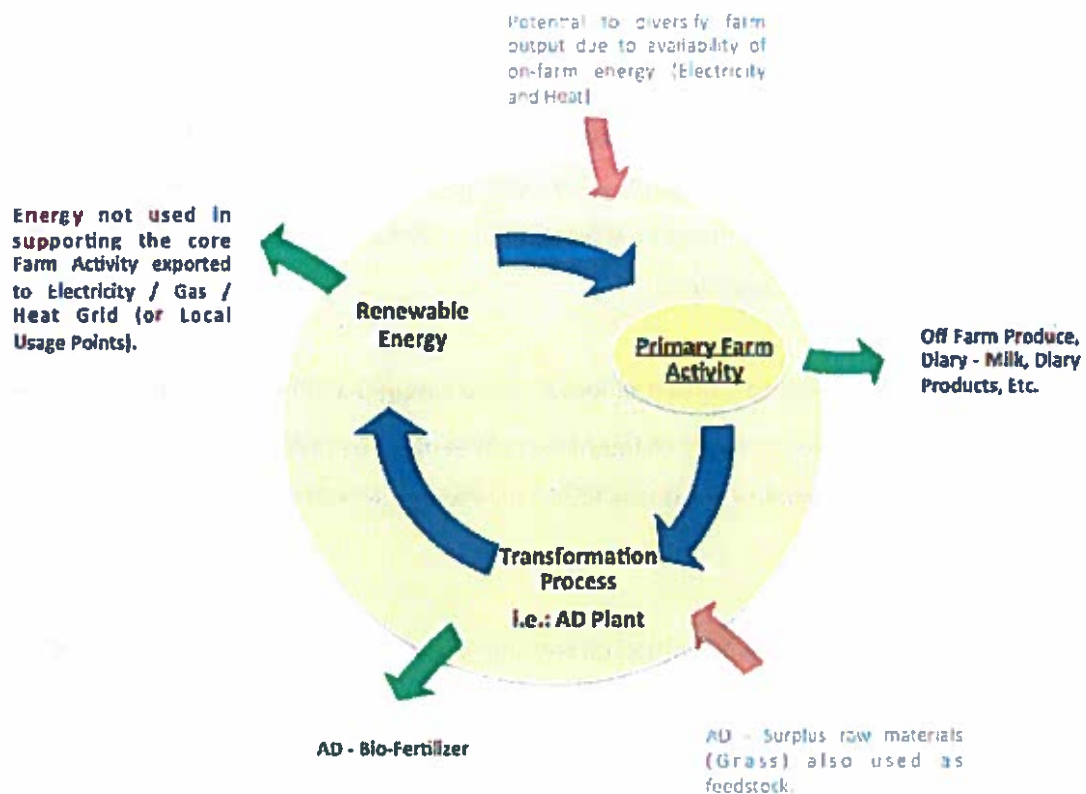 Potential to diversify farm
output due to availability of
on-farm energy (Electricity
and Heat)
Energy not used in
supporting the core
Farm Activity exported
to Electricity / Gas /
Heat Grid (or Local
Usage Points).
Renewable
Energy
Primary Farm
Activity
Off Farm Produce,
Diary - Milk, Diary
Products, Etc.
Transformation
Process
i.e.: AD Plant
AD - Bio-Fertilizer
AD - Surplus raw materials
(Grass) also used as
feedstock.